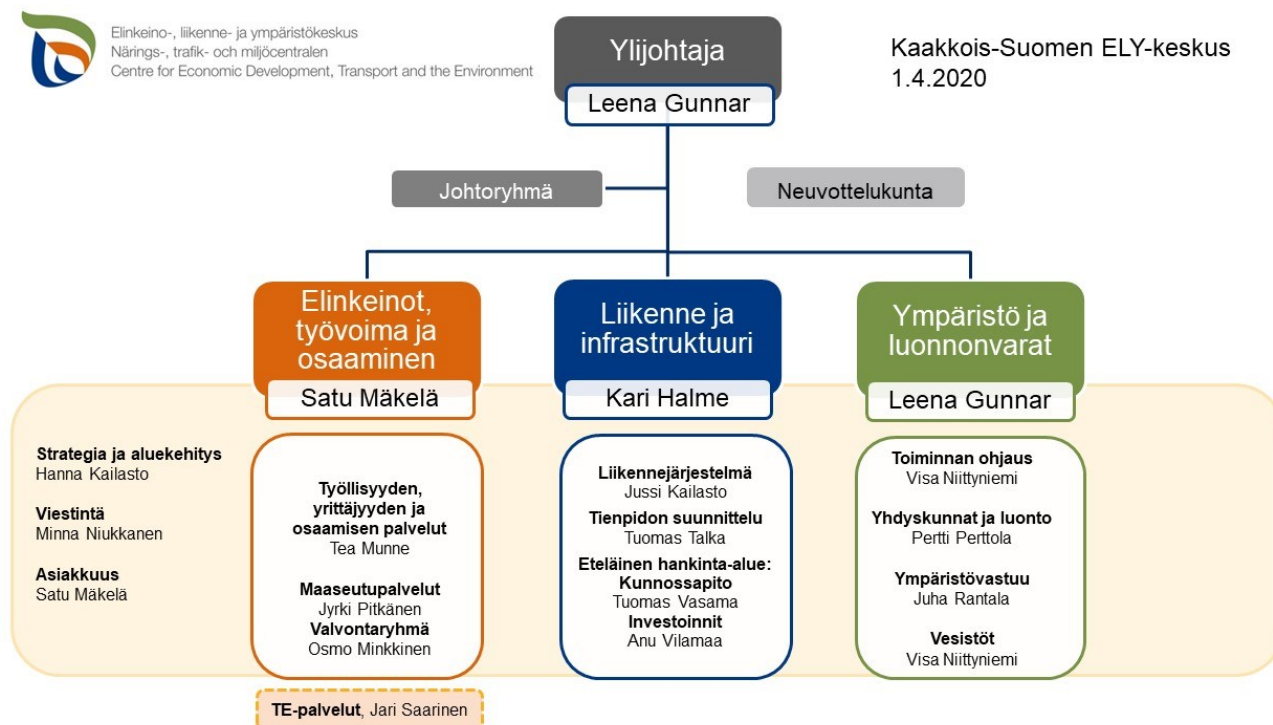 Elinkeino-, liikenne- ja ympäristökeskus
Närings-, trafik- och miljöcentralen
Centre for Economic Development, Transport and the Environment
Ylijohtaja
Leena Gunnar
Kaakkois-Suomen ELY-keskus
1.4.2020
Johtoryhmä
Neuvottelukunta
Elinkeinot,
työvoima ja
osaaminen
Satu Mäkelä
Liikenne ja
infrastruktuuri
Kari Halme
Ympäristö ja
luonnonvarat
Leena Gunnar
Strategia ja aluekehitys
Hanna Kailasto
Viestintä
Minna Niukkanen
Asiakkuus
Satu Mäkelä
Työllisyyden,
yrittäjyyden ja
osaamisen palvelut
Tea Munne
Maaseutupalvelut
Jyrki Pitkänen
Valvontaryhmä
Osmo Minkkinen
Liikennejärjestelmä
Jussi Kailasto
Tienpidon suunnittelu
Tuomas Talka
Eteläinen hankinta-alue:
Kunnossapito
Tuomas Vasama
Investoinnit
Anu Vilamaa
Toiminnan ohjaus
Visa Niittyniemi
Yhdyskunnat ja luonto
Pertti Perttola
Ympäristövastuu
Juha Rantala
Vesistöt
Visa Niittyniemi
TE-palvelut, Jari Saarinen